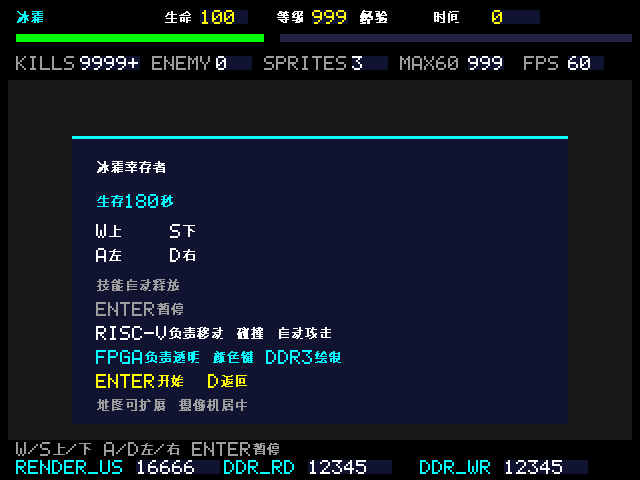 冰霜 生命 100 等级 999 经验 时间 0
KILLS 9999+ ENEMY 0 SPRITES 3 MAX60 999 FPS 60
冰霜幸存者
生存180秒
W上 S下
A左 D右
技能自动释放
ENTER暂停
RISC-V负责移动 碰撞 自动攻击
FPGA负责透明 颜色键 DDR3绘制
ENTER开始 D返回
地图可扩展 摄像机居中
W/S上/下 A/D左/右 ENTER暂停
RENDER_US 16666 DDR_RD 12345 DDR_WR 12345